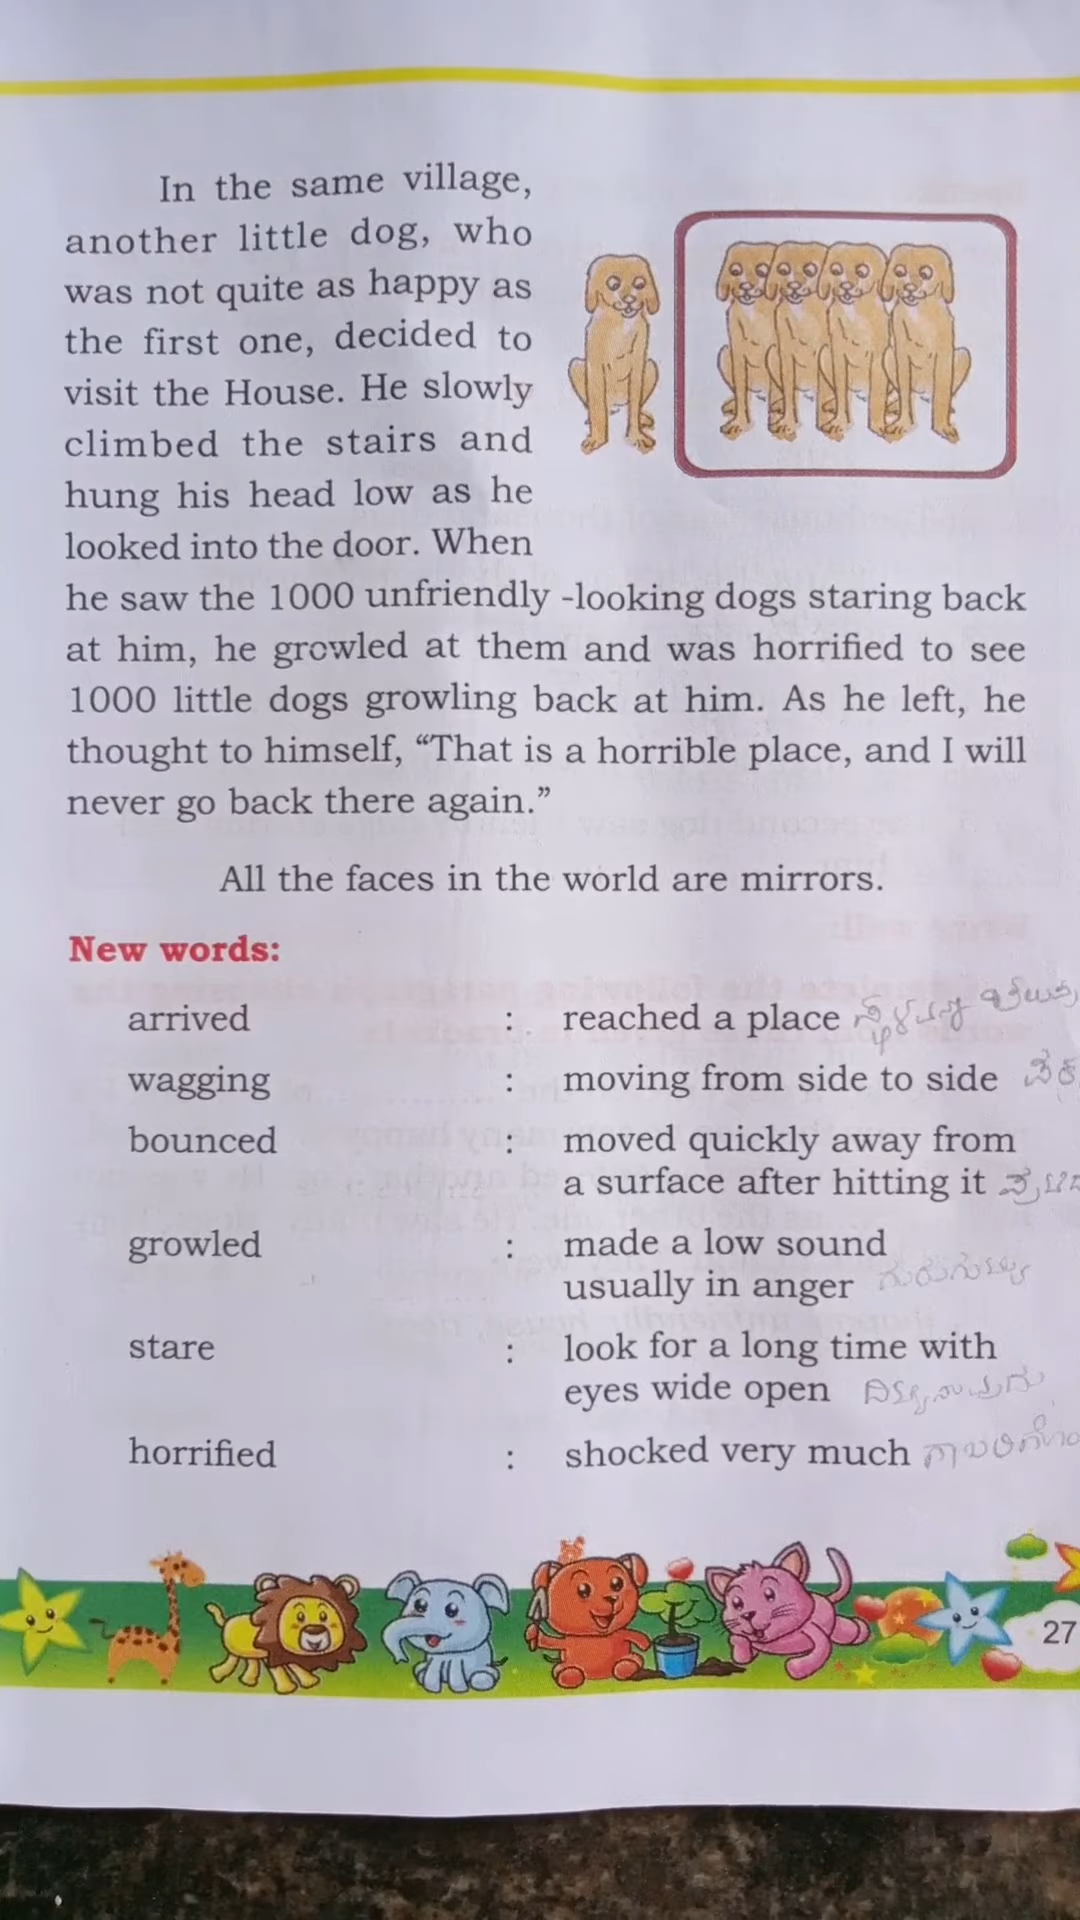 In the same village,
another little dog, who
was not quite as happy as
the first one, decided to
visit the House. He slowly
climbed the stairs and
hung his head low as he
looked into the door. When
he saw the 1000 unfriendly -looking dogs staring back
at him, he growled at them and was horrified to see
1000 little dogs growling back at him. As he left, he
thought to himself, “That is a horrible place, and I will
never go back there again.”
All the faces in the world are mirrors.
New words:
arrived : reached a place
wagging : moving from side to side
bounced : moved quickly away from
a surface after hitting it
growled : made a low sound
usually in anger
stare : look for a long time with
eyes wide open
horrified : shocked very much
27